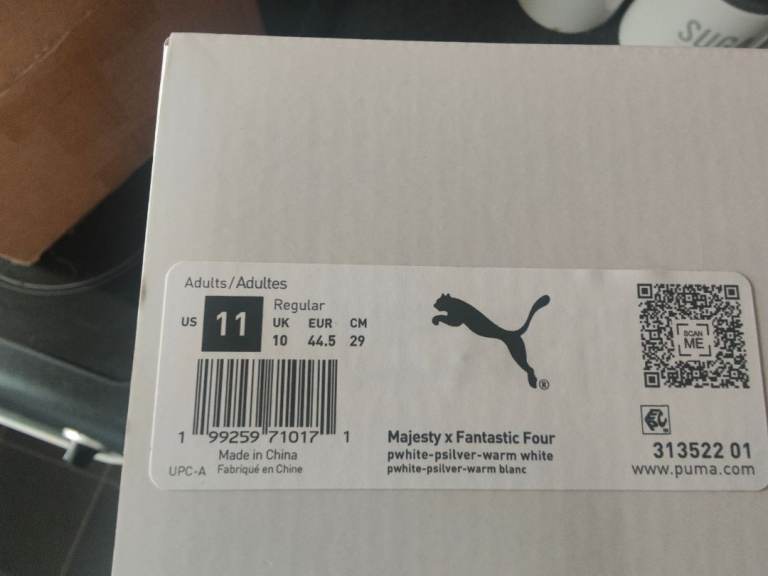 Adults/Adultes
Regular
US 11 UK EUR CM
10 44.5 29
1 99259 71017 1
Made in China
UPC-A Fabriqué en Chine
®
Majesty x Fantastic Four
pwhite-psilver-warm white
pwhite-psilver-warm blanc
SCAN
ME
313522 01
www.puma.com